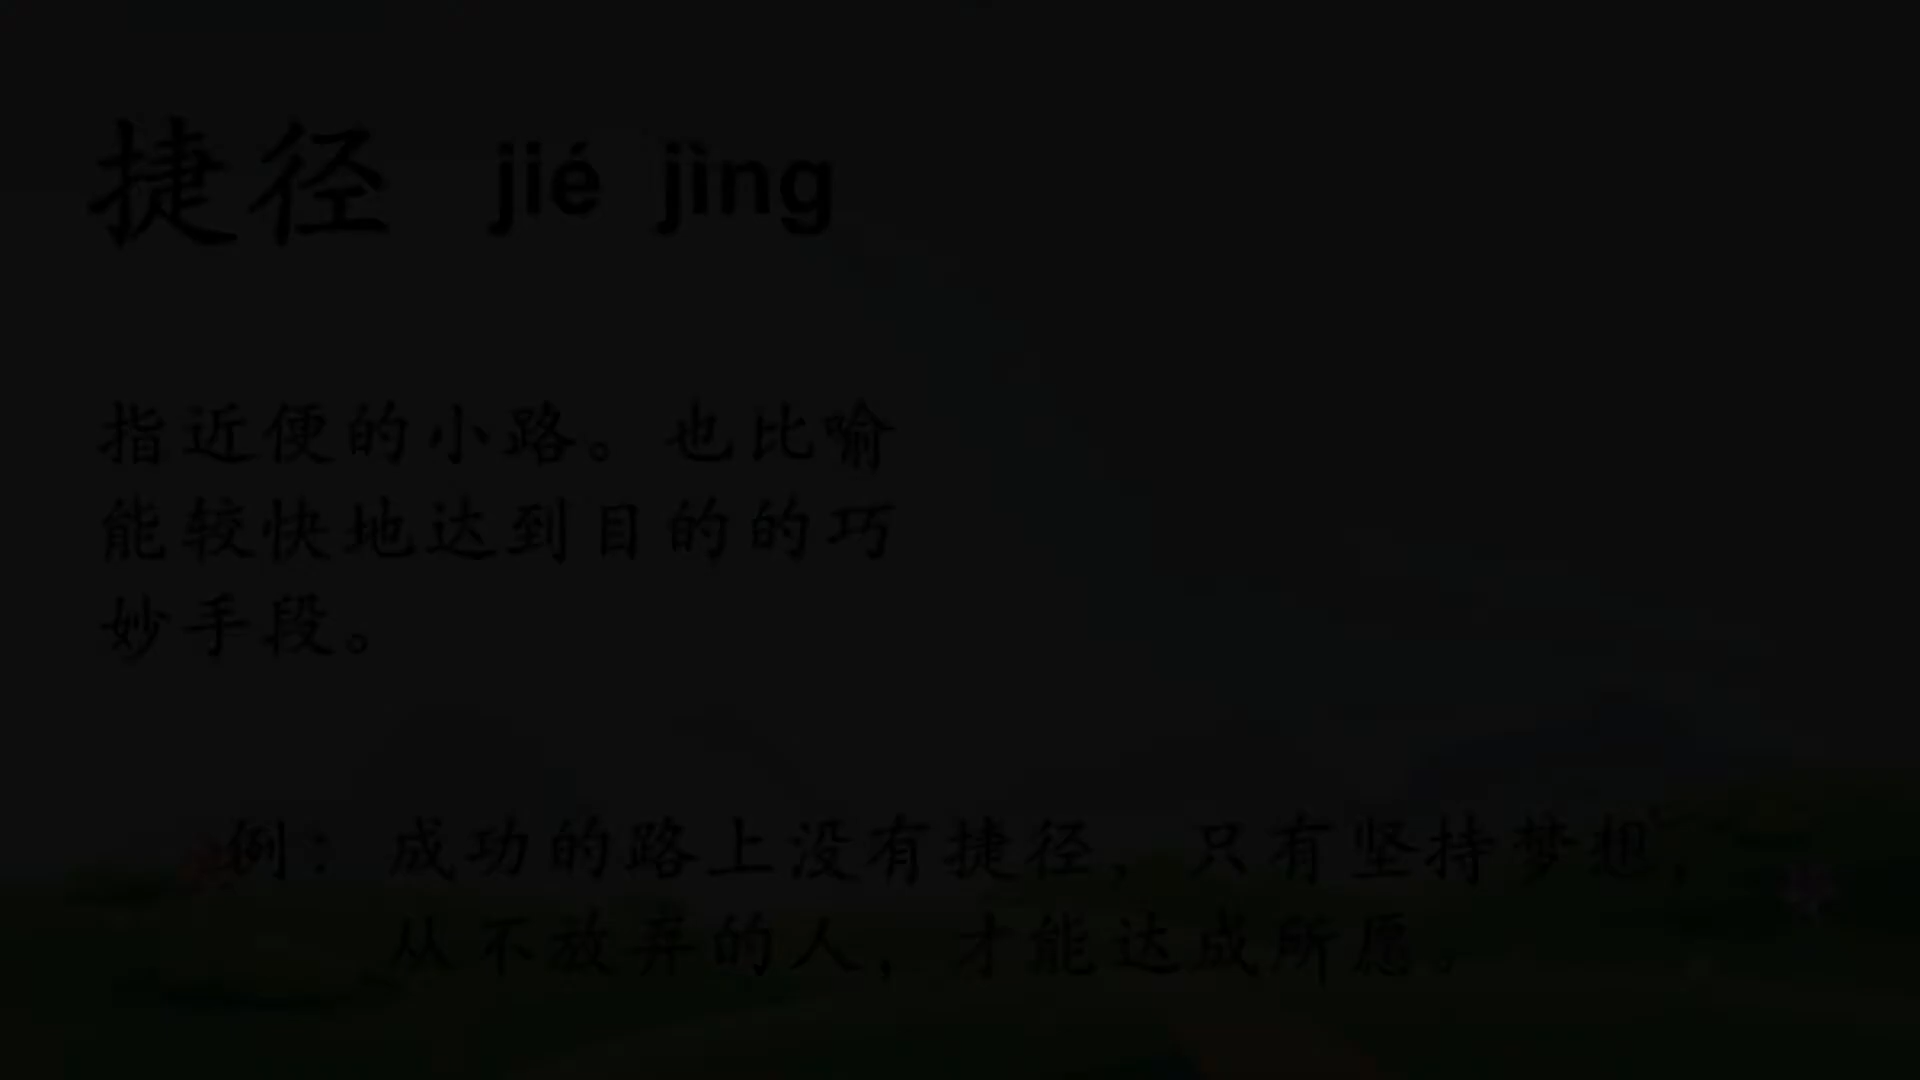 捷径 jié jìng
指近便的小路。也比喻
能较快地达到目的的巧
妙手段。
例：成功的路上没有捷径，只有坚持梦想，
从不放弃的人，才能达成所愿。